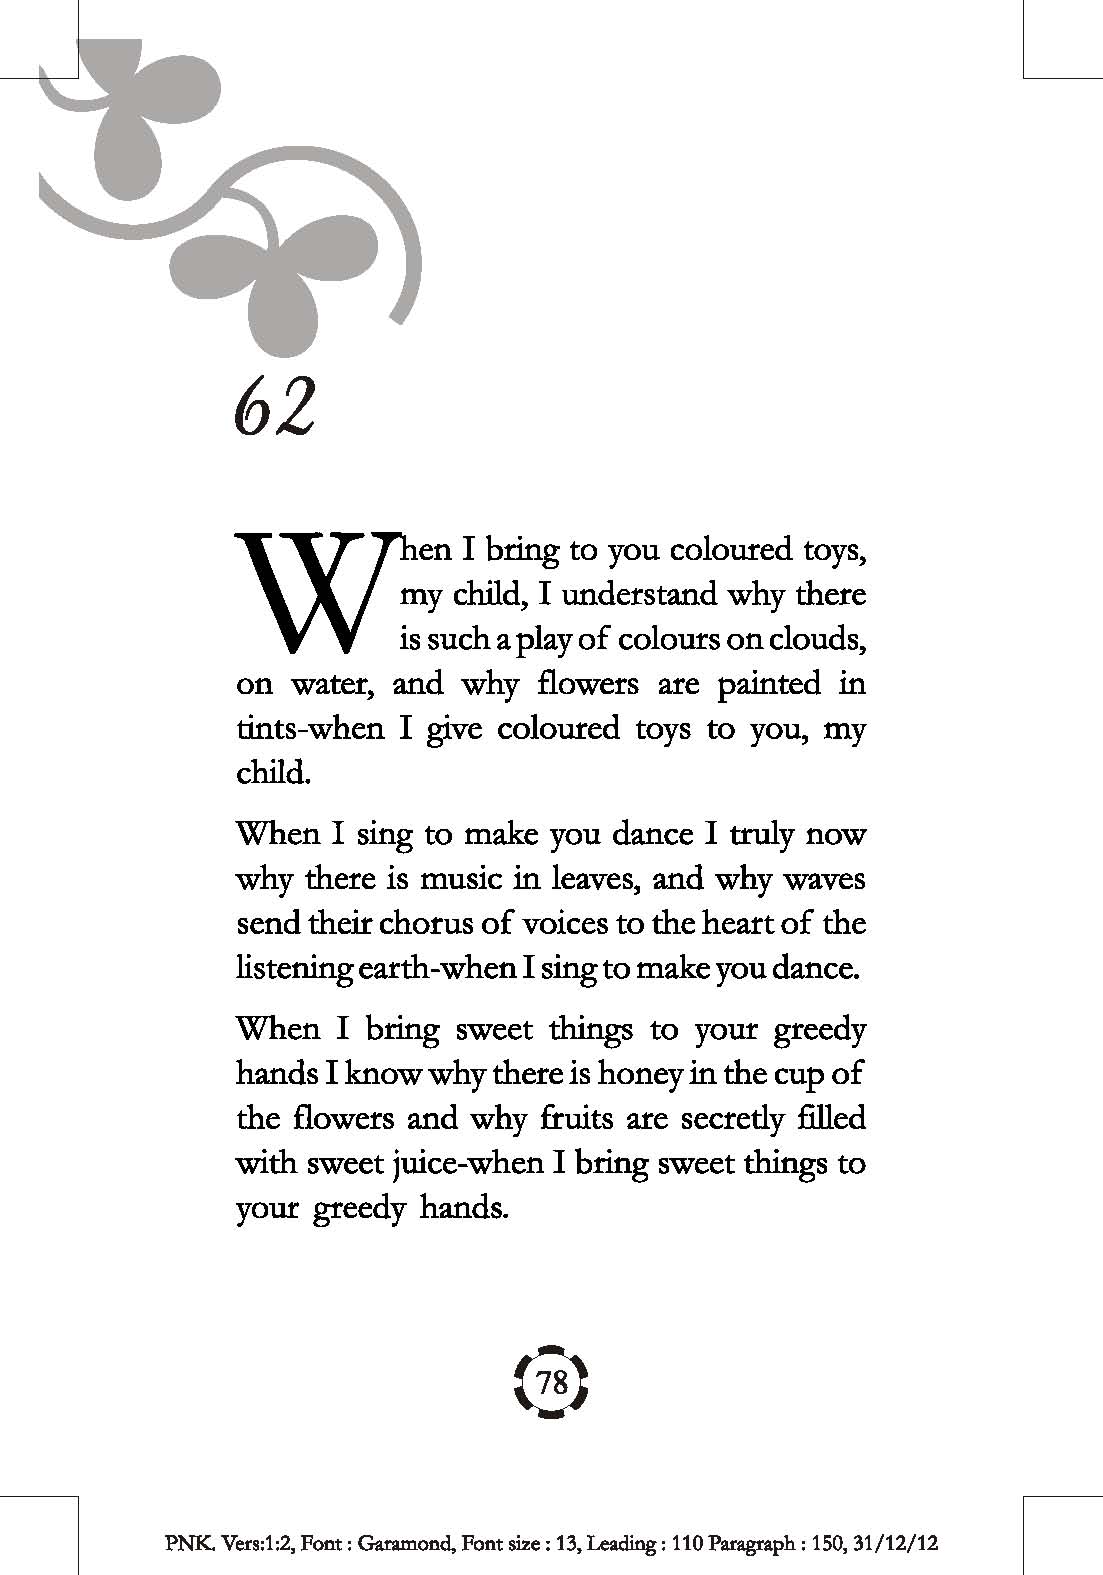 62
When I bring to you coloured toys,
my child, I understand why there
is such a play of colours on clouds,
on water, and why flowers are painted in
tints-when I give coloured toys to you, my
child.
When I sing to make you dance I truly now
why there is music in leaves, and why waves
send their chorus of voices to the heart of the
listening earth-when I sing to make you dance.
When I bring sweet things to your greedy
hands I know why there is honey in the cup of
the flowers and why fruits are secretly filled
with sweet juice-when I bring sweet things to
your greedy hands.
78
PNK. Vers:1:2, Font : Garamond, Font size : 13, Leading : 110 Paragraph : 150, 31/12/12